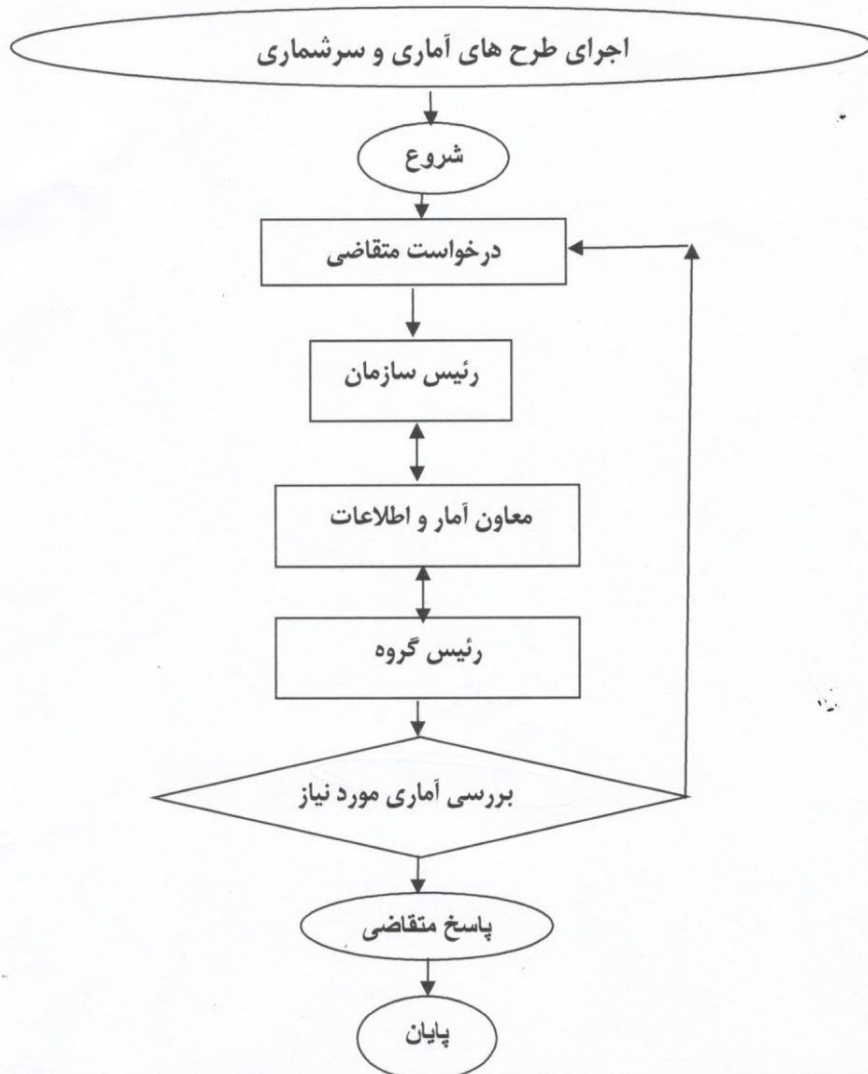 اجرای طرح های آماری و سرشماری
شروع
درخواست متقاضی
رئیس سازمان
معاون آمار و اطلاعات
رئیس گروه
بررسی آماری مورد نیاز
پاسخ متقاضی
پایان